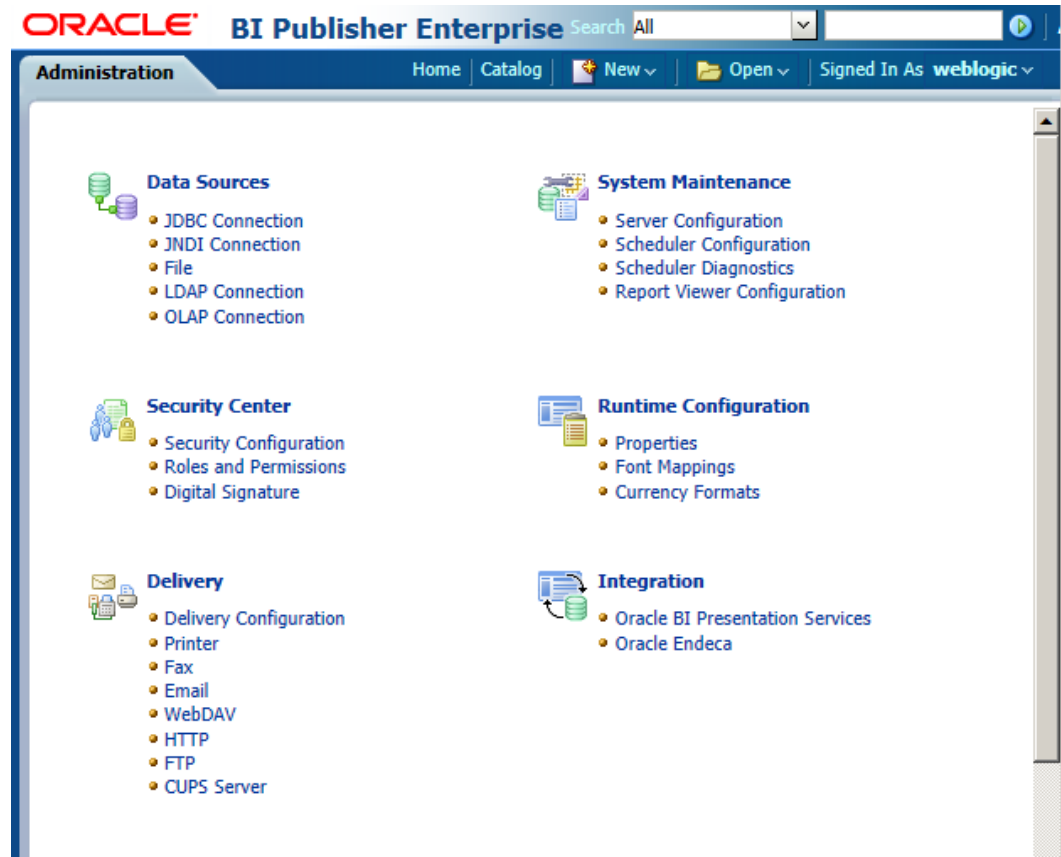 ORACLE BI Publisher Enterprise Search All
Administration Home Catalog New Open Signed In As weblogic
Data Sources
JDBC Connection
JNDI Connection
File
LDAP Connection
OLAP Connection
System Maintenance
Server Configuration
Scheduler Configuration
Scheduler Diagnostics
Report Viewer Configuration
Security Center
Security Configuration
Roles and Permissions
Digital Signature
Runtime Configuration
Properties
Font Mappings
Currency Formats
Delivery
Delivery Configuration
Printer
Fax
Email
WebDAV
HTTP
FTP
CUPS Server
Integration
Oracle BI Presentation Services
Oracle Endeca